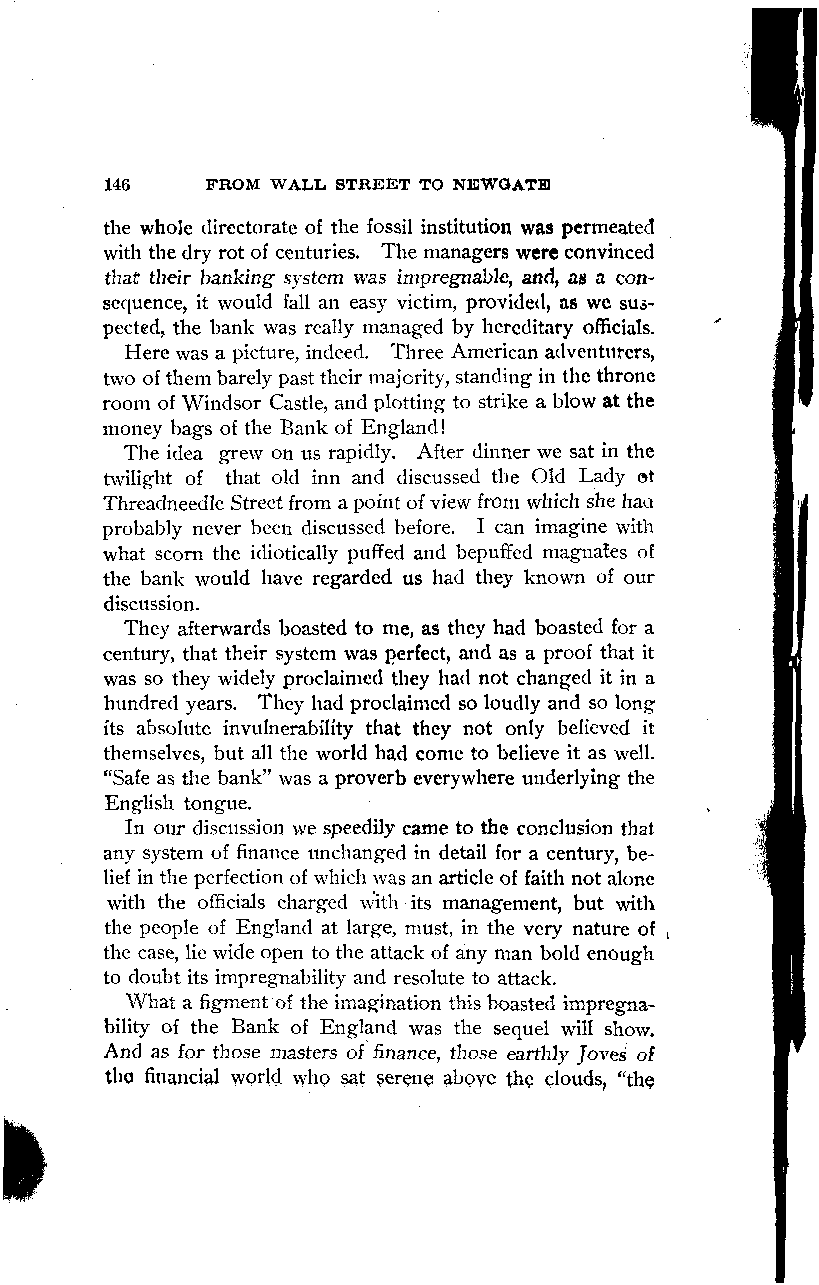 146 FROM WALL STREET TO NEWGATE
the whole directorate of the fossil institution was permeated
with the dry rot of centuries. The managers were convinced
that their banking system was impregnable, and, as a con-
sequence, it would fall an easy victim, provided, as we sus-
pected, the bank was really managed by hereditary officials.
Here was a picture, indeed. Three American adventurers,
two of them barely past their majority, standing in the throne
room of Windsor Castle, and plotting to strike a blow at the
money bags of the Bank of England!
The idea grew on us rapidly. After dinner we sat in the
twilight of that old inn and discussed the Old Lady of
Threadneedle Street from a point of view from which she had
probably never been discussed before. I can imagine with
what scorn the idiotically puffed and bepuffed magnates of
the bank would have regarded us had they known of our
discussion.
They afterwards boasted to me, as they had boasted for a
century, that their system was perfect, and as a proof that it
was so they widely proclaimed they had not changed it in a
hundred years. They had proclaimed so loudly and so long
its absolute invulnerability that they not only believed it
themselves, but all the world had come to believe it as well.
"Safe as the bank" was a proverb everywhere underlying the
English tongue.
In our discussion we speedily came to the conclusion that
any system of finance unchanged in detail for a century, be-
lief in the perfection of which was an article of faith not alone
with the officials charged with its management, but with
the people of England at large, must, in the very nature of
the case, lie wide open to the attack of any man bold enough
to doubt its impregnability and resolute to attack.
What a figment of the imagination this boasted impregna-
bility of the Bank of England was the sequel will show.
And as for those masters of finance, those earthly Joves of
the financial world who sat serene above the clouds, "the